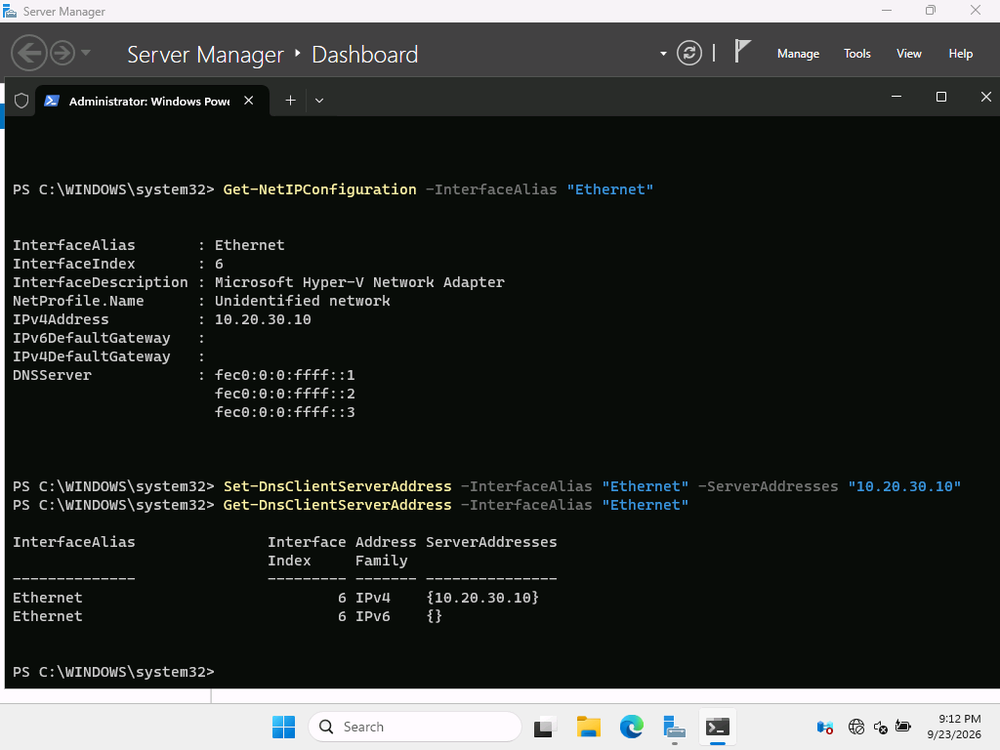 Server Manager
Server Manager ‣ Dashboard
Manage Tools View Help
Administrator: Windows Powe
PS C:\WINDOWS\system32> Get-NetIPConfiguration -InterfaceAlias "Ethernet"
InterfaceAlias : Ethernet
InterfaceIndex : 6
InterfaceDescription : Microsoft Hyper-V Network Adapter
NetProfile.Name : Unidentified network
IPv4Address : 10.20.30.10
IPv6DefaultGateway :
IPv4DefaultGateway :
DNSServer : fec0:0:0:ffff::1
fec0:0:0:ffff::2
fec0:0:0:ffff::3
PS C:\WINDOWS\system32> Set-DnsClientServerAddress -InterfaceAlias "Ethernet" -ServerAddresses "10.20.30.10"
PS C:\WINDOWS\system32> Get-DnsClientServerAddress -InterfaceAlias "Ethernet"
InterfaceAlias Interface Address ServerAddresses
Index Family
-------------- --------- ------- ---------------
Ethernet 6 IPv4 {10.20.30.10}
Ethernet 6 IPv6 {}
PS C:\WINDOWS\system32>
Search
9:12 PM
9/23/2026